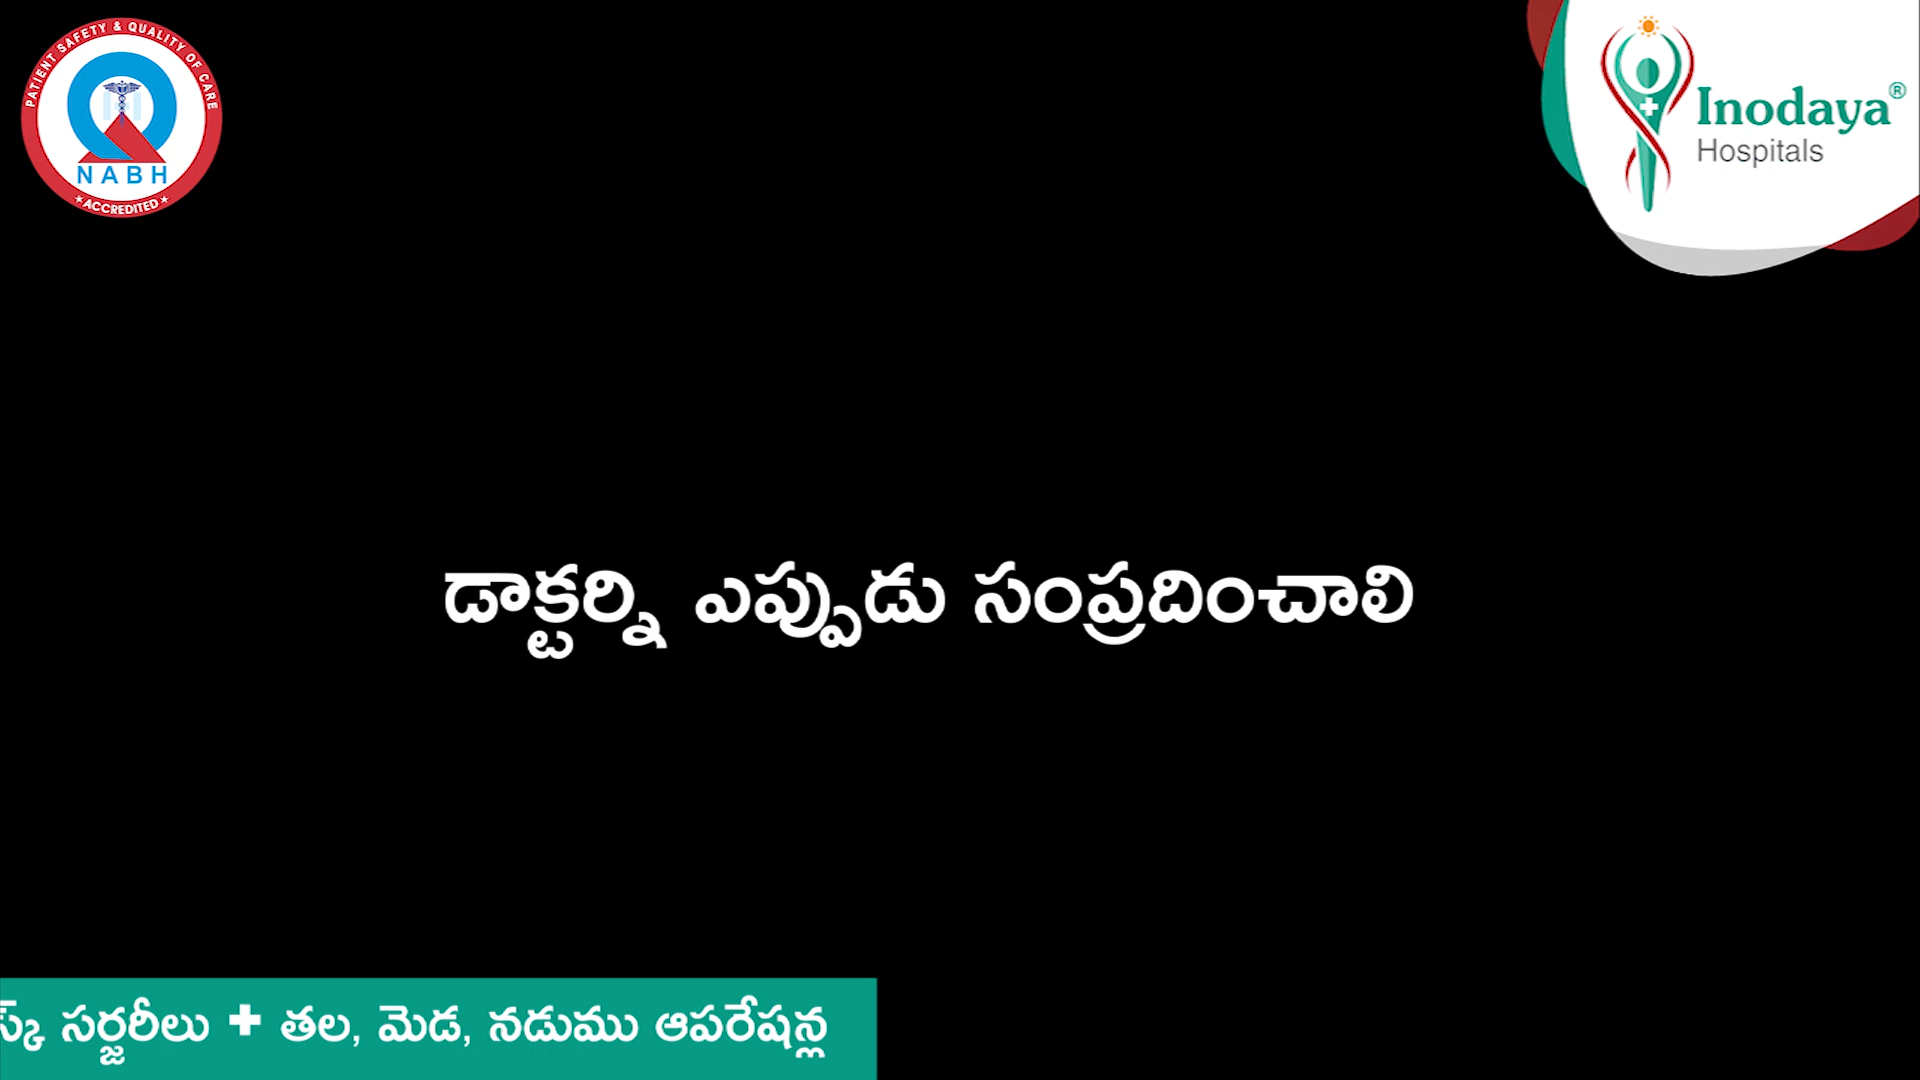 PATIENT SAFETY & QUALITY OF CARE
NABH
ACCREDITED
Inodaya®
Hospitals
డాక్టర్ని ఎప్పుడు సంప్రదించాలి
సర్జరీలు + తల, మెడ, నడుము ఆపరేషన్ల